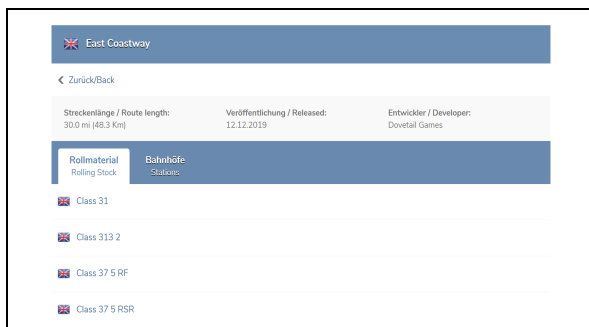 East Coastway
Zurück/Back
Streckenlänge / Route length: Veröffentlichung / Released: Entwickler / Developer:
30.0 mi (48.3 Km) 12.12.2019 Dovetail Games
Rollmaterial Bahnhöfe
Rolling Stock Stations
Class 31
Class 313 2
Class 37 5 RF
Class 37 5 RSR